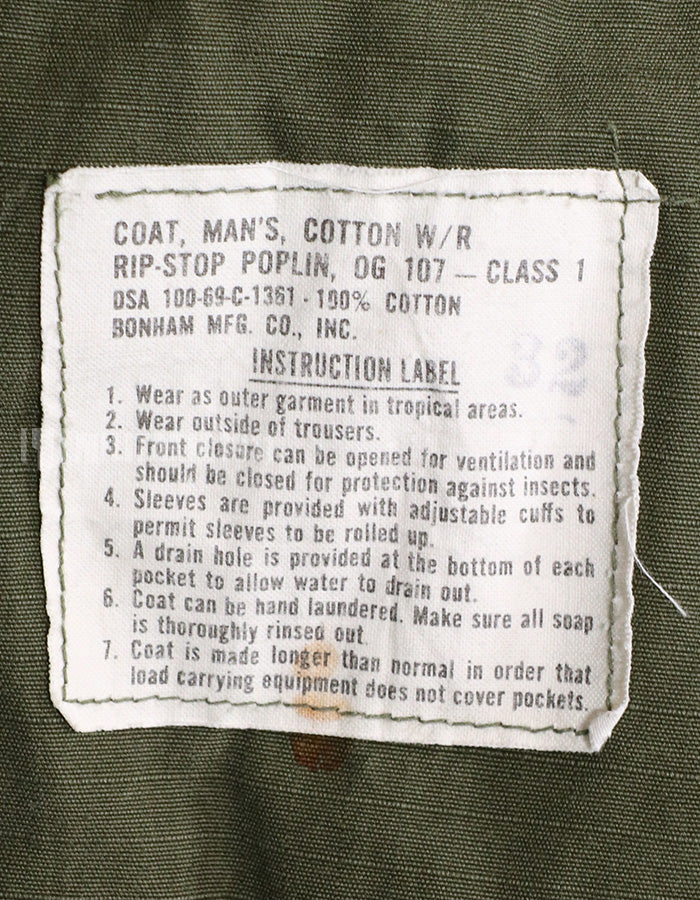 COAT, MAN'S, COTTON W/R
RIP-STOP POPLIN, OG 107 — CLASS 1
DSA 100-69-C-1361 - 100% COTTON
BONHAM MFG. CO., INC.
INSTRUCTION LABEL
1. Wear as outer garment in tropical areas.
2. Wear outside of trousers.
3. Front closure can be opened for ventilation and
should be closed for protection against insects.
4. Sleeves are provided with adjustable cuffs to
permit sleeves to be rolled up.
5. A drain hole is provided at the bottom of each
pocket to allow water to drain out.
6. Coat can be hand laundered. Make sure all soap
is thoroughly rinsed out.
7. Coat is made longer than normal in order that
load carrying equipment does not cover pockets.